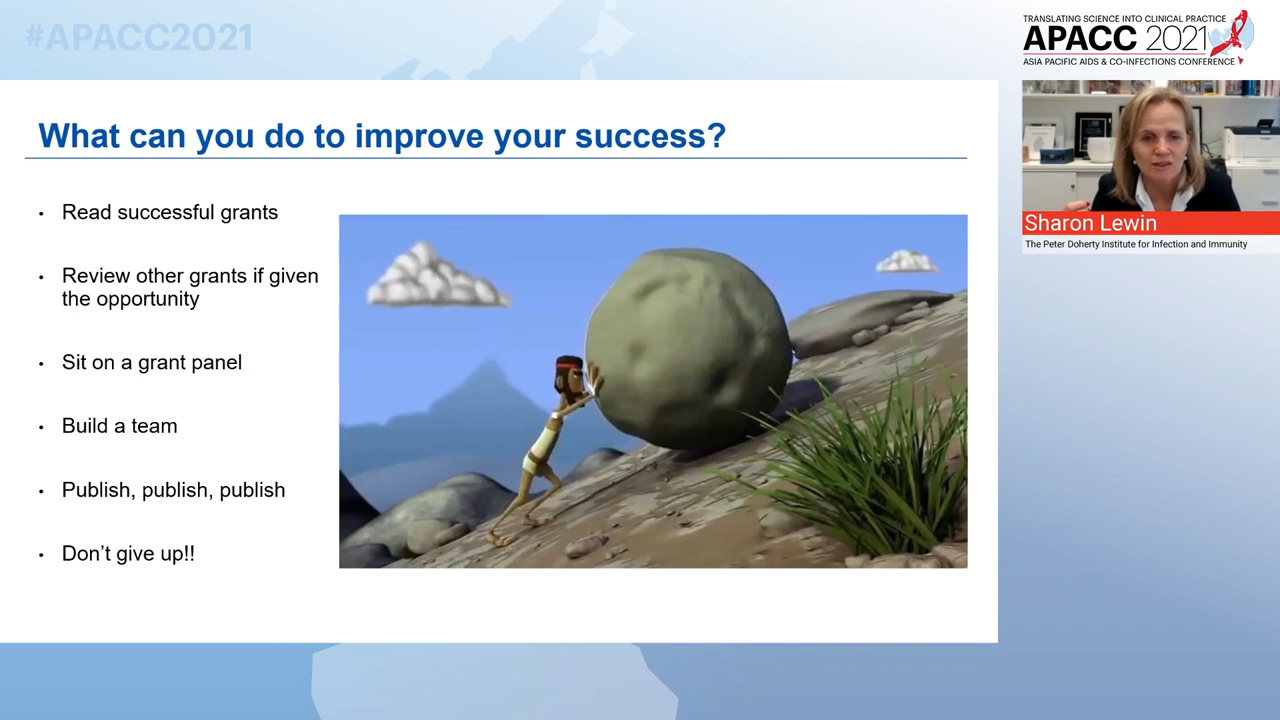 #APACC2021
TRANSLATING SCIENCE INTO CLINICAL PRACTICE
APACC 2021
ASIA PACIFIC AIDS & CO-INFECTIONS CONFERENCE
What can you do to improve your success?
• Read successful grants
• Review other grants if given
the opportunity
• Sit on a grant panel
• Build a team
• Publish, publish, publish
• Don’t give up!!
Sharon Lewin
The Peter Doherty Institute for Infection and Immunity